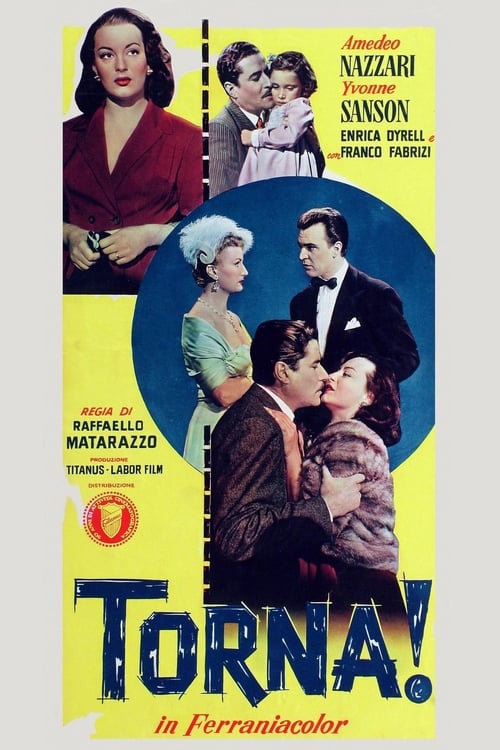 Amedeo
NAZZARI
Yvonne
SANSON
ENRICA DYRELL e
con FRANCO FABRIZI
REGIA DI
RAFFAELLO
MATARAZZO
PRODUZIONE
TITANUS-LABOR FILM
DISTRIBUZIONE
TORNA!
in Ferraniacolor